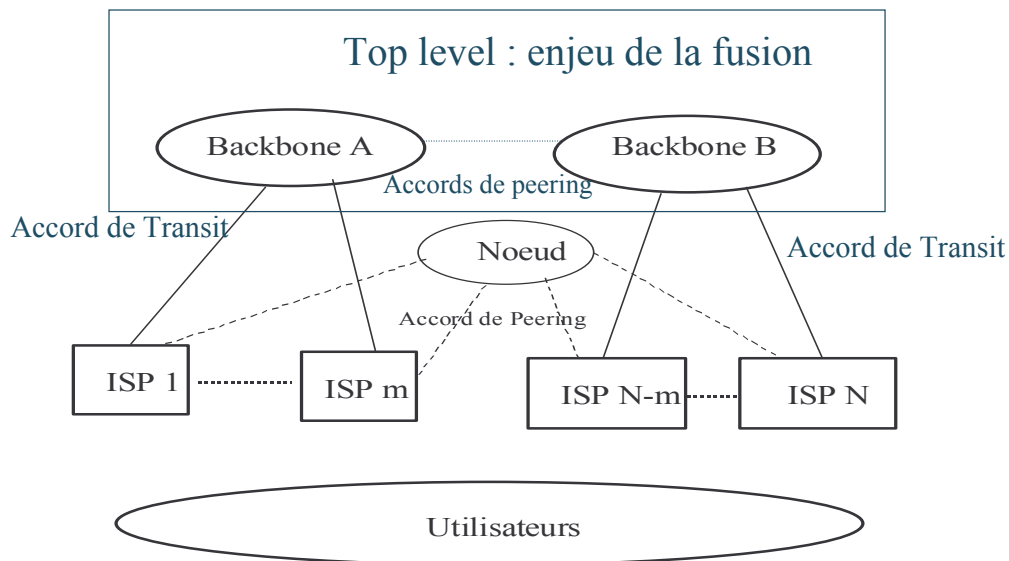 Top level : enjeu de la fusion
Backbone A
Backbone B
Accords de peering
Accord de Transit
Accord de Transit
Noeud
Accord de Peering
ISP 1
ISP m
ISP N-m
ISP N
Utilisateurs